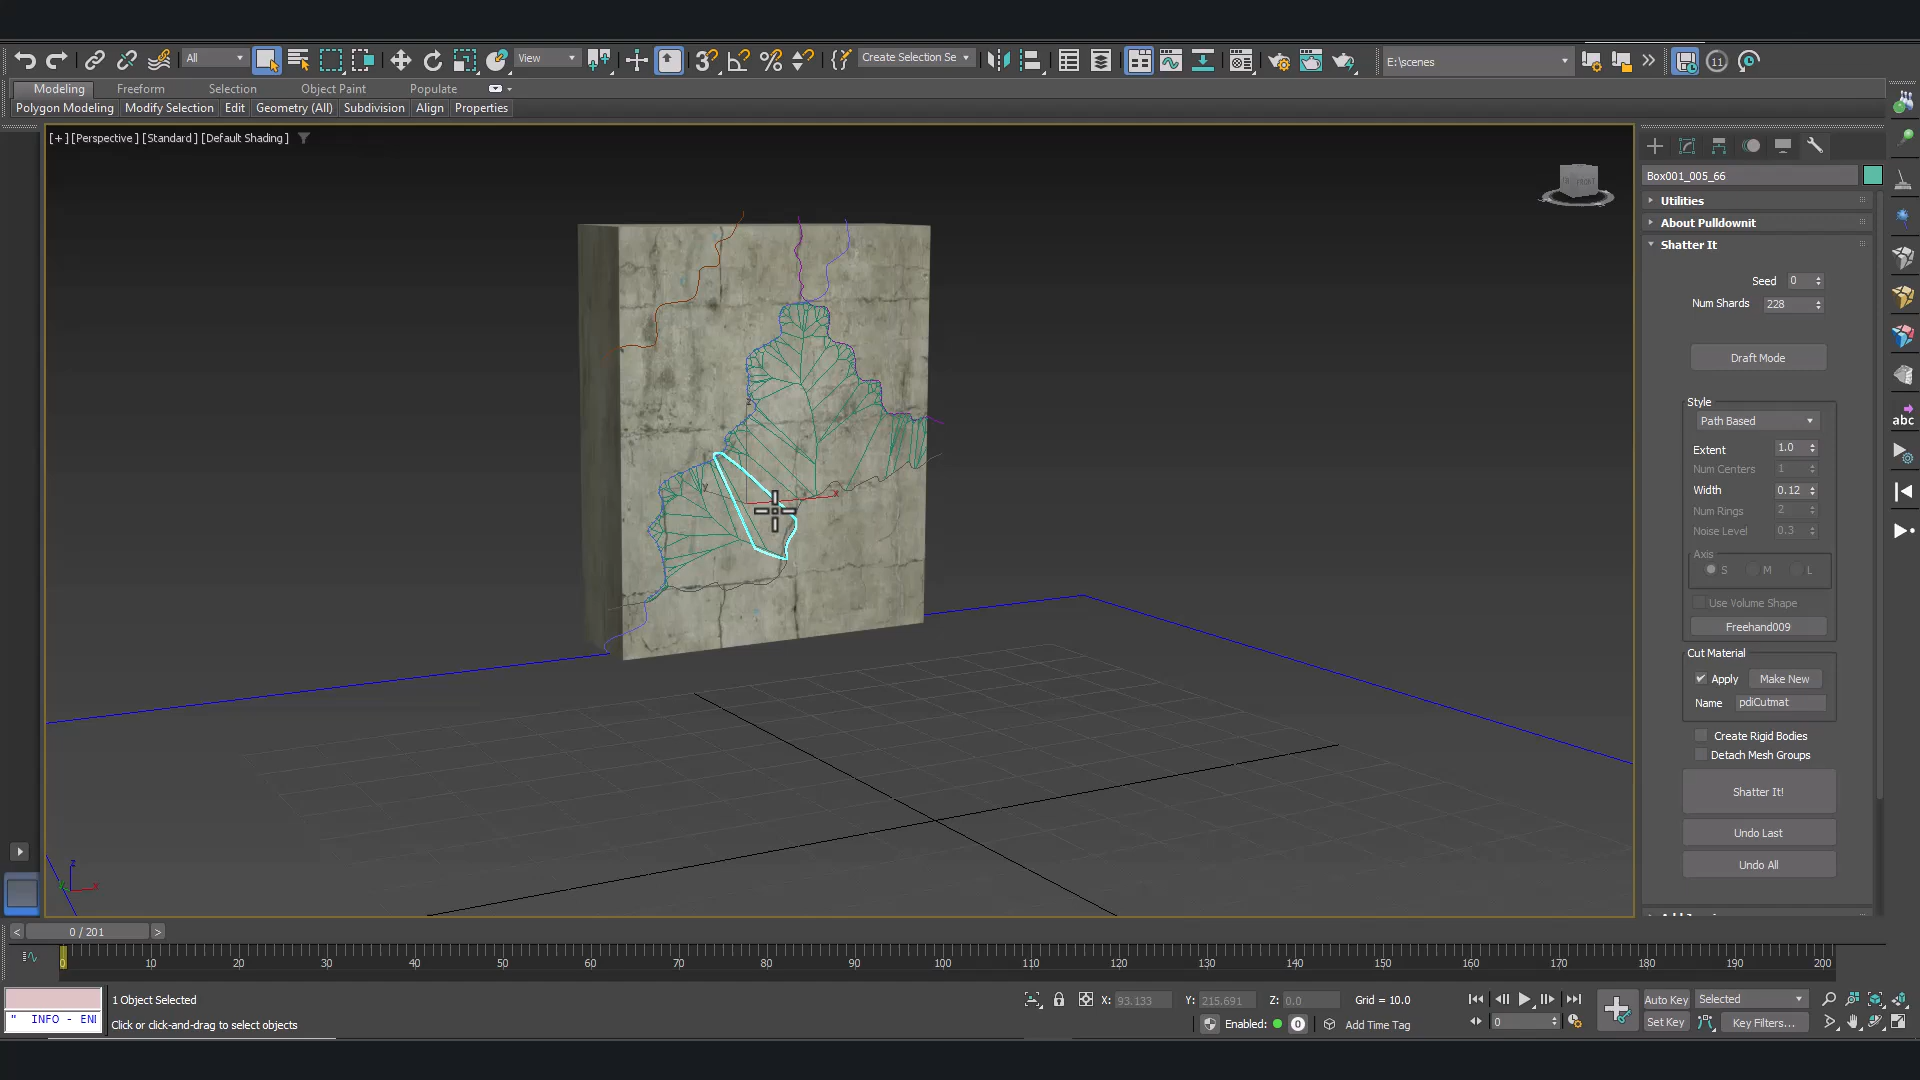 All
View
3
Create Selection Se
E:\scenes
11
Modeling
Freeform
Selection
Object Paint
Populate
Polygon Modeling
Modify Selection
Edit
Geometry (All)
Subdivision
Align
Properties
[+] [Perspective] [Standard] [Default Shading]
FRONT
Box001_005_66
Utilities
About Pulldownit
Shatter It
Seed 0
Num Shards 228
Draft Mode
Style
Path Based
Extent 1.0
Num Centers 1
Width 0.12
Num Rings 2
Noise Level 0.3
Axis
S M L
Use Volume Shape
Freehand009
Cut Material
Apply Make New
Name pdiCutmat
Create Rigid Bodies
Detach Mesh Groups
Shatter It!
Undo Last
Undo All
abc
x
y
z
x
z
< 0 / 201 >
0 10 20 30 40 50 60 70 80 90 100 110 120 130 140 150 160 170 180 190 200
1 Object Selected
" INFO - ENI
Click or click-and-drag to select objects
X: 93.133 Y: 215.691 Z: 0.0 Grid = 10.0
Enabled: 0 Add Time Tag
0
Auto Key Selected
Set Key Key Filters...